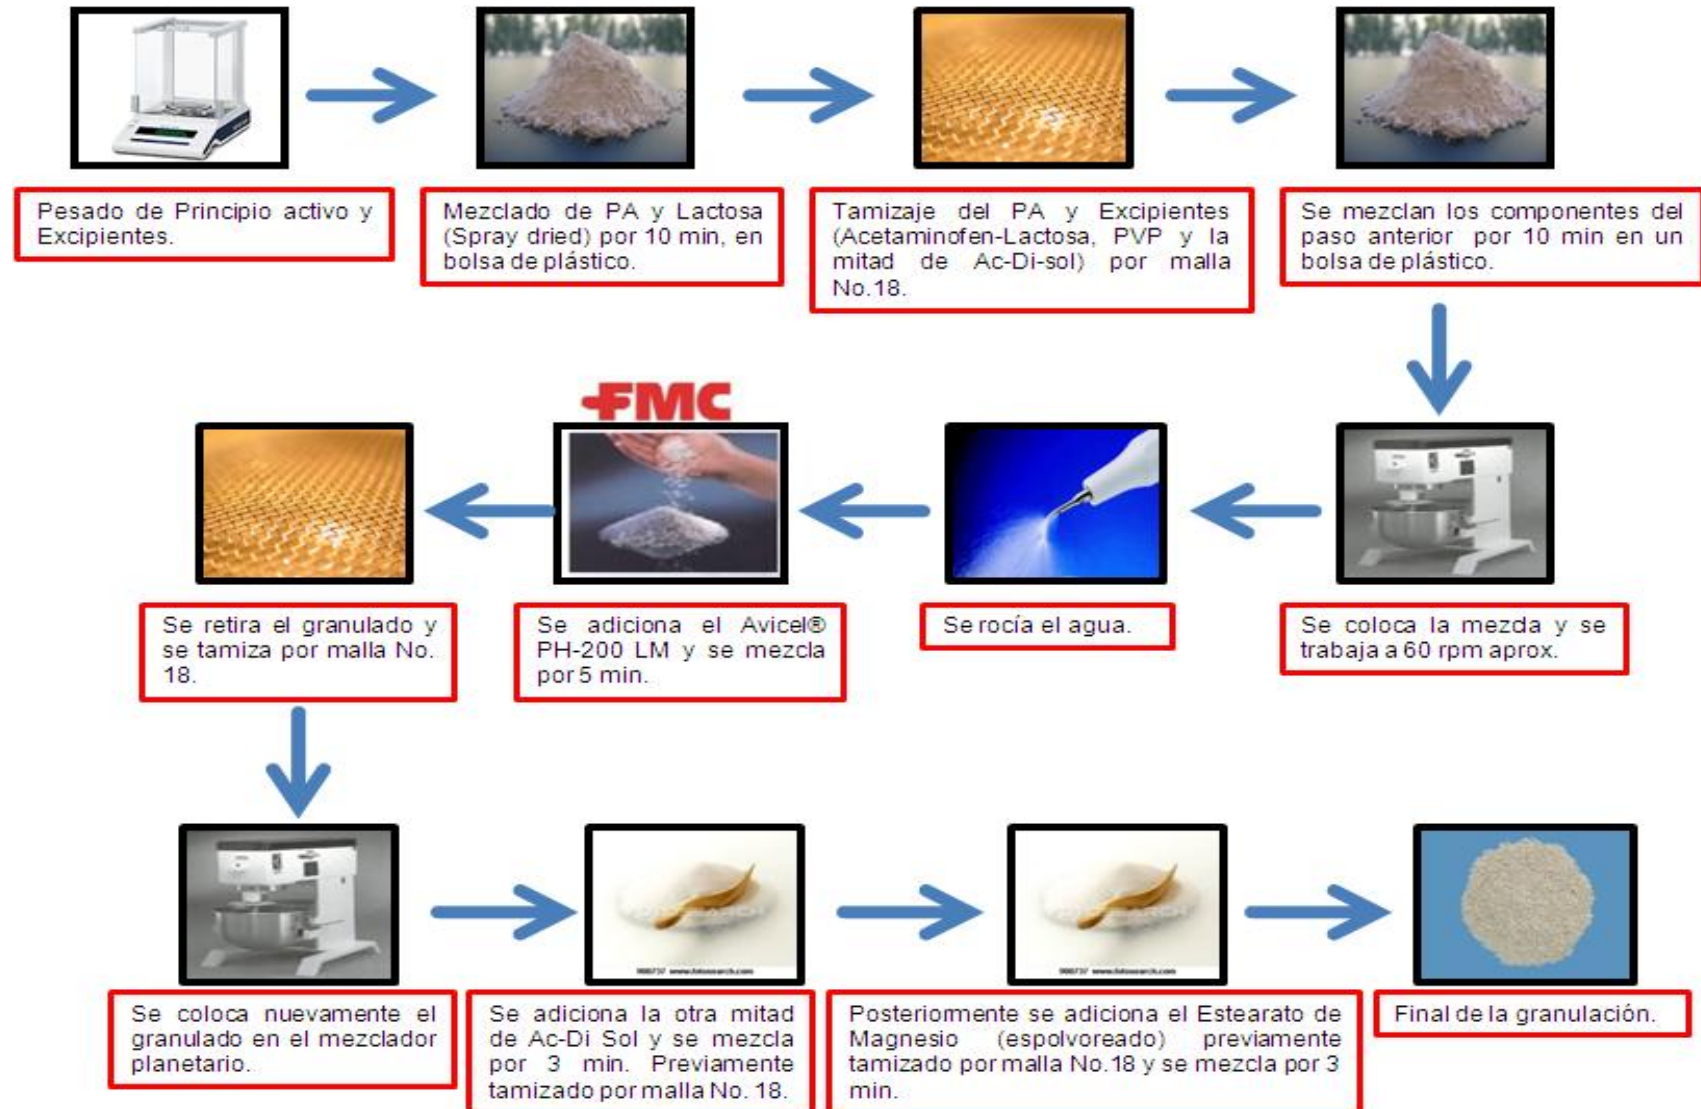 Pesado de Principio activo y
Excipientes.
Mezclado de PA y Lactosa
(Spray dried) por 10 min, en
bolsa de plástico.
Tamizaje del PA y Excipientes
(Acetaminofen-Lactosa, PVP y la
mitad de Ac-Di-sol) por malla
No.18.
Se mezclan los componentes del
paso anterior por 10 min en un
bolsa de plástico.
Se coloca la mezcla y se
trabaja a 60 rpm aprox.
Se rocía el agua.
FMC
Se adiciona el Avicel®
PH-200 LM y se mezcla
por 5 min.
Se retira el granulado y
se tamiza por malla No.
18.
Se coloca nuevamente el
granulado en el mezclador
planetario.
Se adiciona la otra mitad
de Ac-Di Sol y se mezcla
por 3 min. Previamente
tamizado por malla No. 18.
Posteriormente se adiciona el Estearato de
Magnesio (espolvoreado) previamente
tamizado por malla No.18 y se mezcla por 3
min.
Final de la granulación.